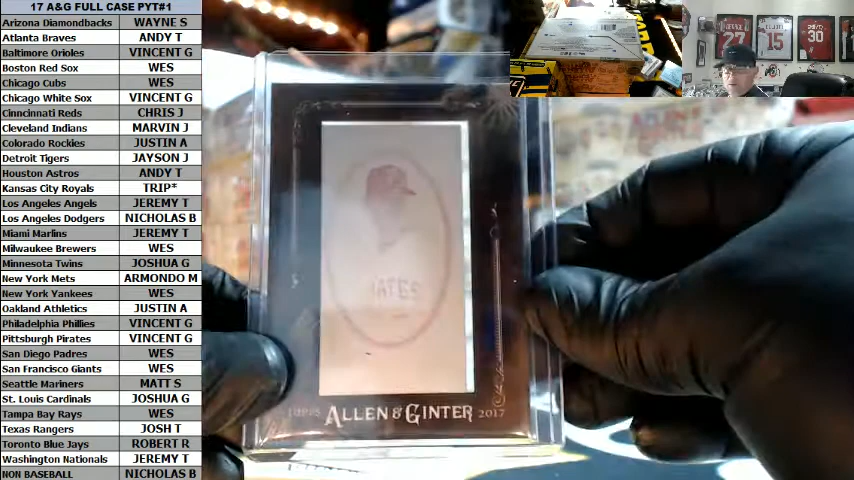 17 A&G FULL CASE PYT#1
Arizona Diamondbacks WAYNE S
Atlanta Braves ANDY T
Baltimore Orioles VINCENT G
Boston Red Sox WES
Chicago Cubs WES
Chicago White Sox VINCENT G
Cinncinati Reds CHRIS J
Cleveland Indians MARVIN J
Colorado Rockies JUSTIN A
Detroit Tigers JAYSON J
Houston Astros ANDY T
Kansas City Royals TRIP*
Los Angeles Angels JEREMY T
Los Angeles Dodgers NICHOLAS B
Miami Marlins JEREMY T
Milwaukee Brewers WES
Minnesota Twins JOSHUA G
New York Mets ARMONDO M
New York Yankees WES
Oakland Athletics JUSTIN A
Philadelphia Phillies VINCENT G
Pittsburgh Pirates VINCENT G
San Diego Padres WES
San Francisco Giants WES
Seattle Mariners MATT S
St. Louis Cardinals JOSHUA G
Tampa Bay Rays WES
Texas Rangers JOSH T
Toronto Blue Jays ROBERT R
Washington Nationals JEREMY T
NON BASEBALL NICHOLAS B
TOPPS ALLEN & GINTER 2017
27
15
30